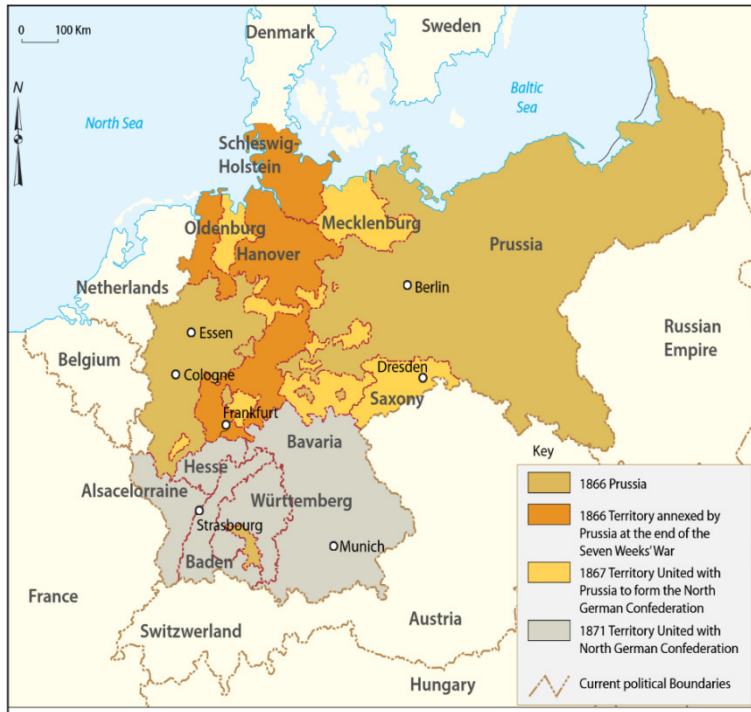 0 100 Km
N
Denmark
Sweden
North Sea
Baltic
Sea
Schleswig-
Holstein
Oldenburg
Mecklenburg
Hanover
Prussia
Netherlands
Berlin
Essen
Russian
Empire
Belgium
Cologne
Dresden
Saxony
Frankfurt
Bavaria
Hesse
Alsacelorraine
Württemberg
Strasbourg
Munich
Baden
France
Switzwerland
Austria
Hungary
Key
1866 Prussia
1866 Territory annexed by
Prussia at the end of the
Seven Weeks' War
1867 Territory United with
Prussia to form the North
German Confederation
1871 Territory United with
North German Confederation
Current political Boundaries